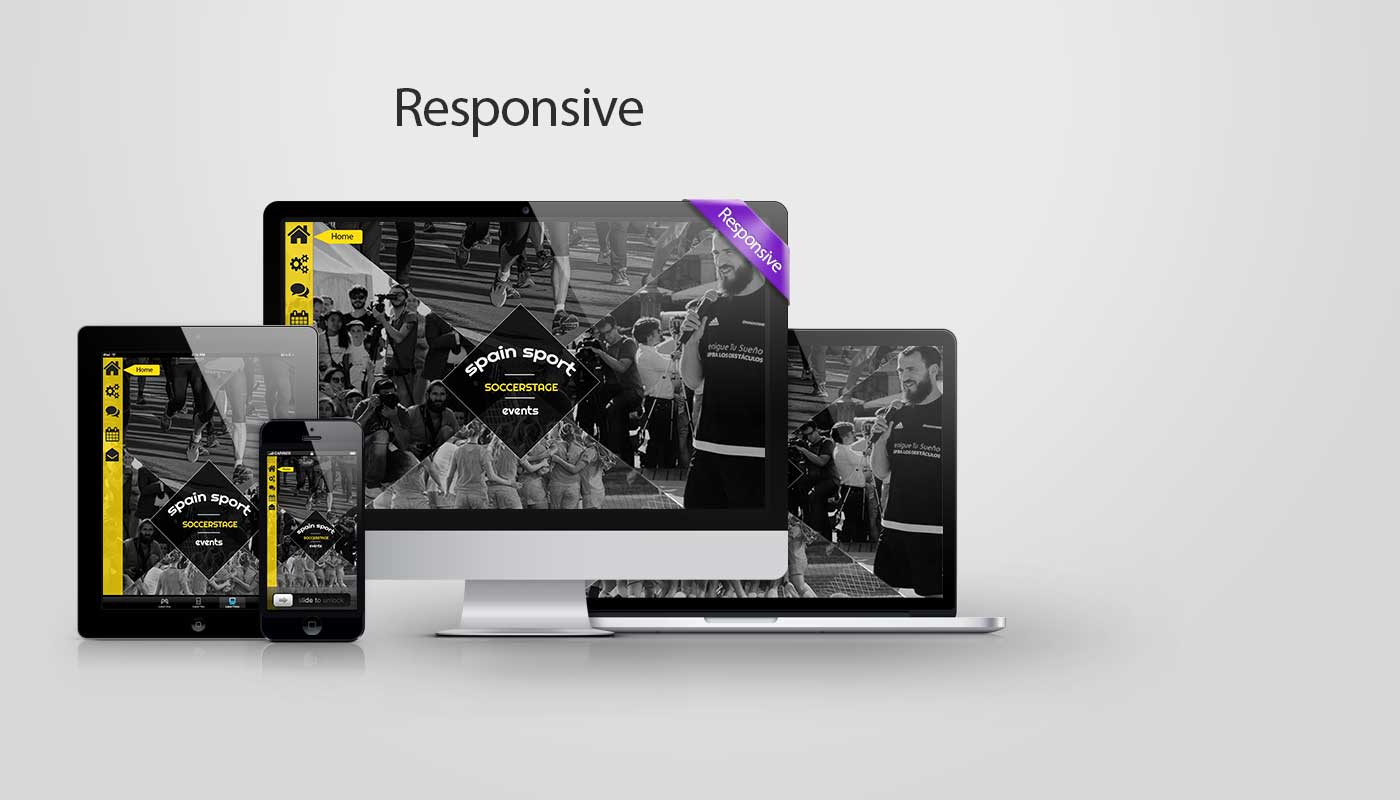 Responsive
Responsive
Home
spain sport
SOCCERSTAGE
events
Home
spain sport
SOCCERSTAGE
events
CARRIER
Home
spain sport
SOCCERSTAGE
events
slide to unlock